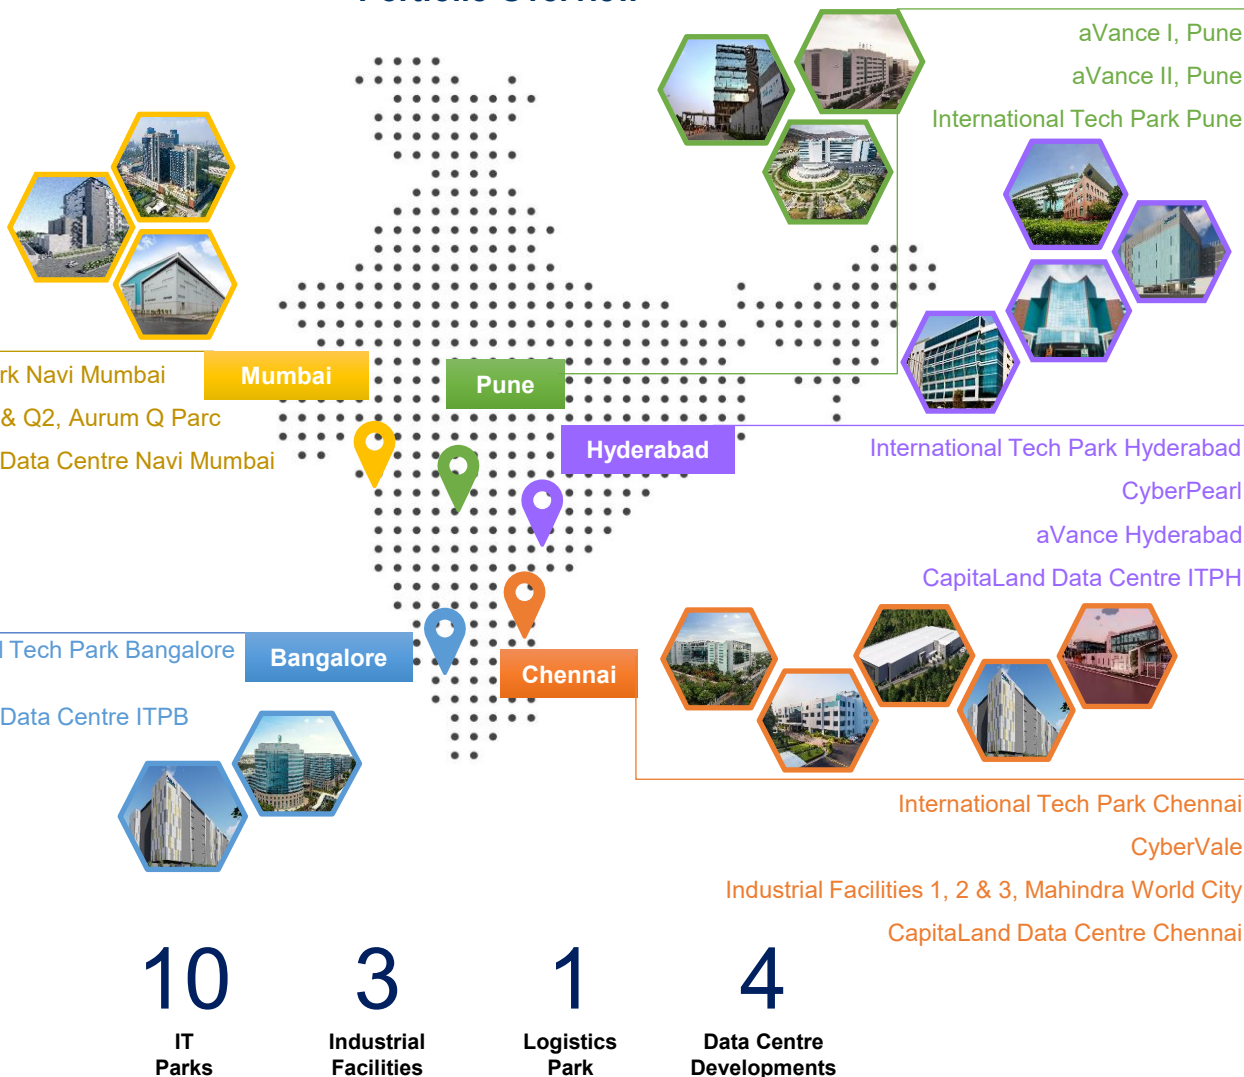 Portfolio Overview
aVance I, Pune
aVance II, Pune
International Tech Park Pune
Mumbai
rk Navi Mumbai
& Q2, Aurum Q Parc
Data Centre Navi Mumbai
Pune
Hyderabad
International Tech Park Hyderabad
CyberPearl
aVance Hyderabad
CapitaLand Data Centre ITPH
Tech Park Bangalore
Data Centre ITPB
Bangalore
Chennai
International Tech Park Chennai
CyberVale
Industrial Facilities 1, 2 & 3, Mahindra World City
CapitaLand Data Centre Chennai
10
IT
Parks
3
Industrial
Facilities
1
Logistics
Park
4
Data Centre
Developments